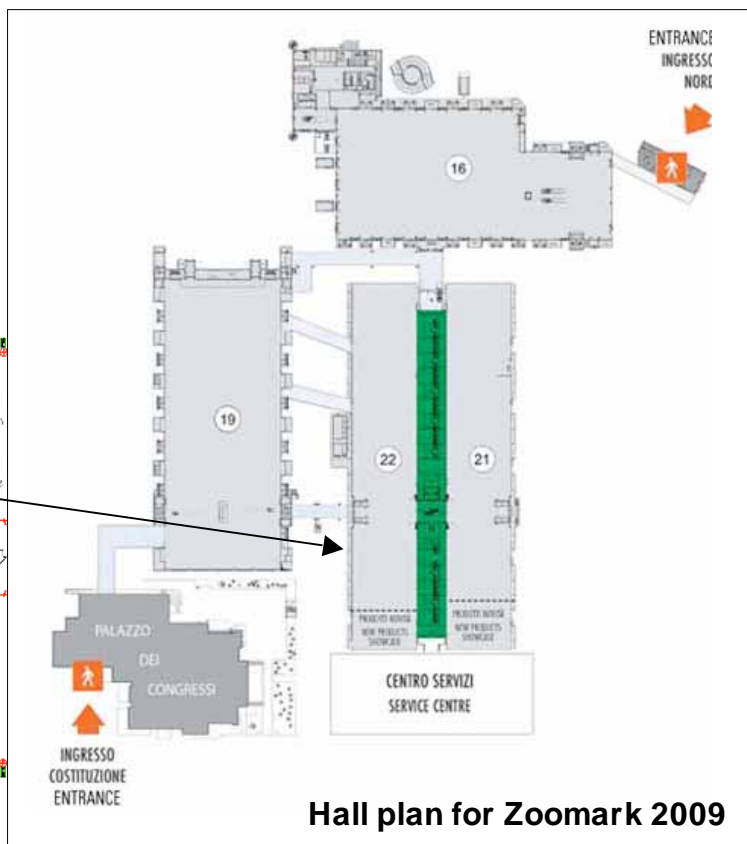 ENTRANCE
INGRESSO
NORD
16
19
22
21
PRODOTTI NOVITÀ
NEW PRODUCTS
SHOWCASE
PRODOTTI NOVITÀ
NEW PRODUCTS
SHOWCASE
PALAZZO
DEI
CONGRESSI
CENTRO SERVIZI
SERVICE CENTRE
INGRESSO
COSTITUZIONE
ENTRANCE
Hall plan for Zoomark 2009